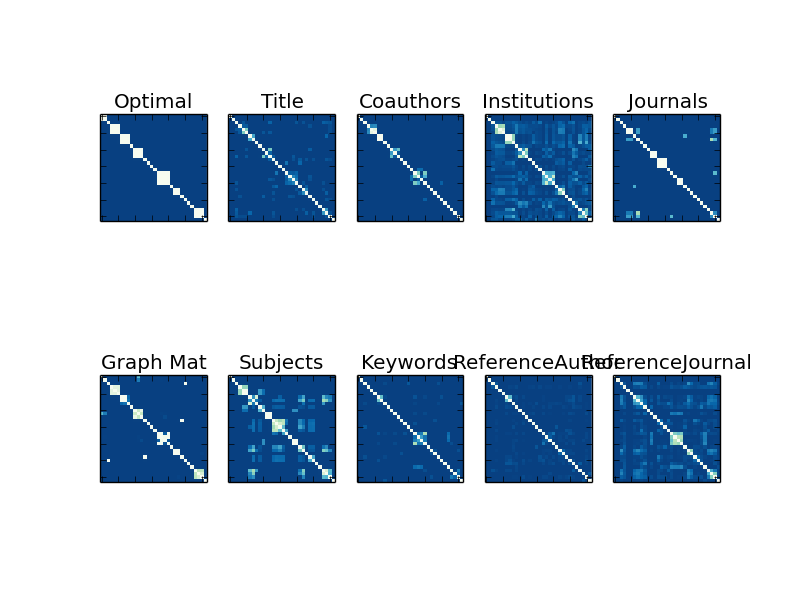 Optimal Title Coauthors Institutions Journals
Graph Mat Subjects Keywords ReferenceAuthor ReferenceJournal